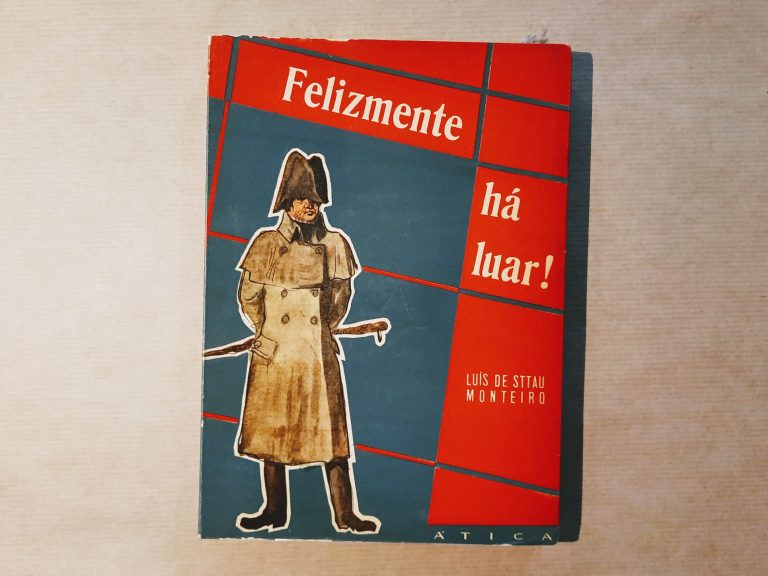 Felizmente
há
luar!
LUÍS DE STTAU
MONTEIRO
ÁTICA